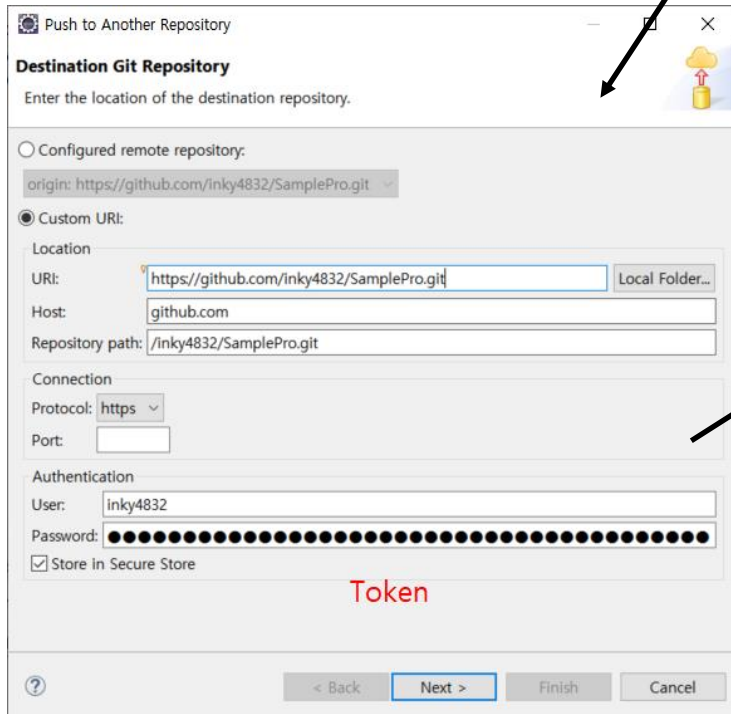 Push to Another Repository
Destination Git Repository
Enter the location of the destination repository.
Configured remote repository:
origin: https://github.com/inky4832/SamplePro.git
Custom URI:
Location
URI: https://github.com/inky4832/SamplePro.git Local Folder...
Host: github.com
Repository path: /inky4832/SamplePro.git
Connection
Protocol: https
Port:
Authentication
User: inky4832
Password: ●●●●●●●●●●●●●●●●●●●●●●●●●●●●●●●●●●●●●●●●
Store in Secure Store
Token
? < Back Next > Finish Cancel